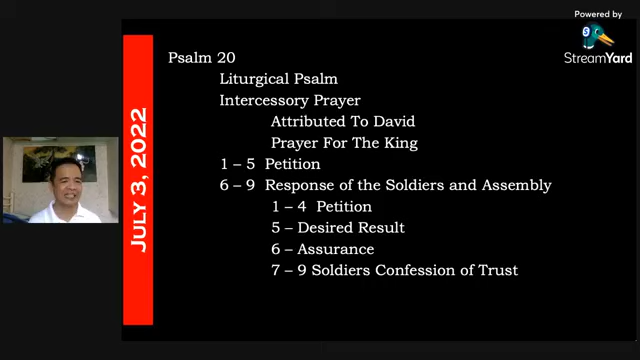 Powered by
StreamYard
JULY 3, 2022
Psalm 20
Liturgical Psalm
Intercessory Prayer
Attributed To David
Prayer For The King
1 – 5 Petition
6 – 9 Response of the Soldiers and Assembly
1 – 4 Petition
5 – Desired Result
6 – Assurance
7 – 9 Soldiers Confession of Trust